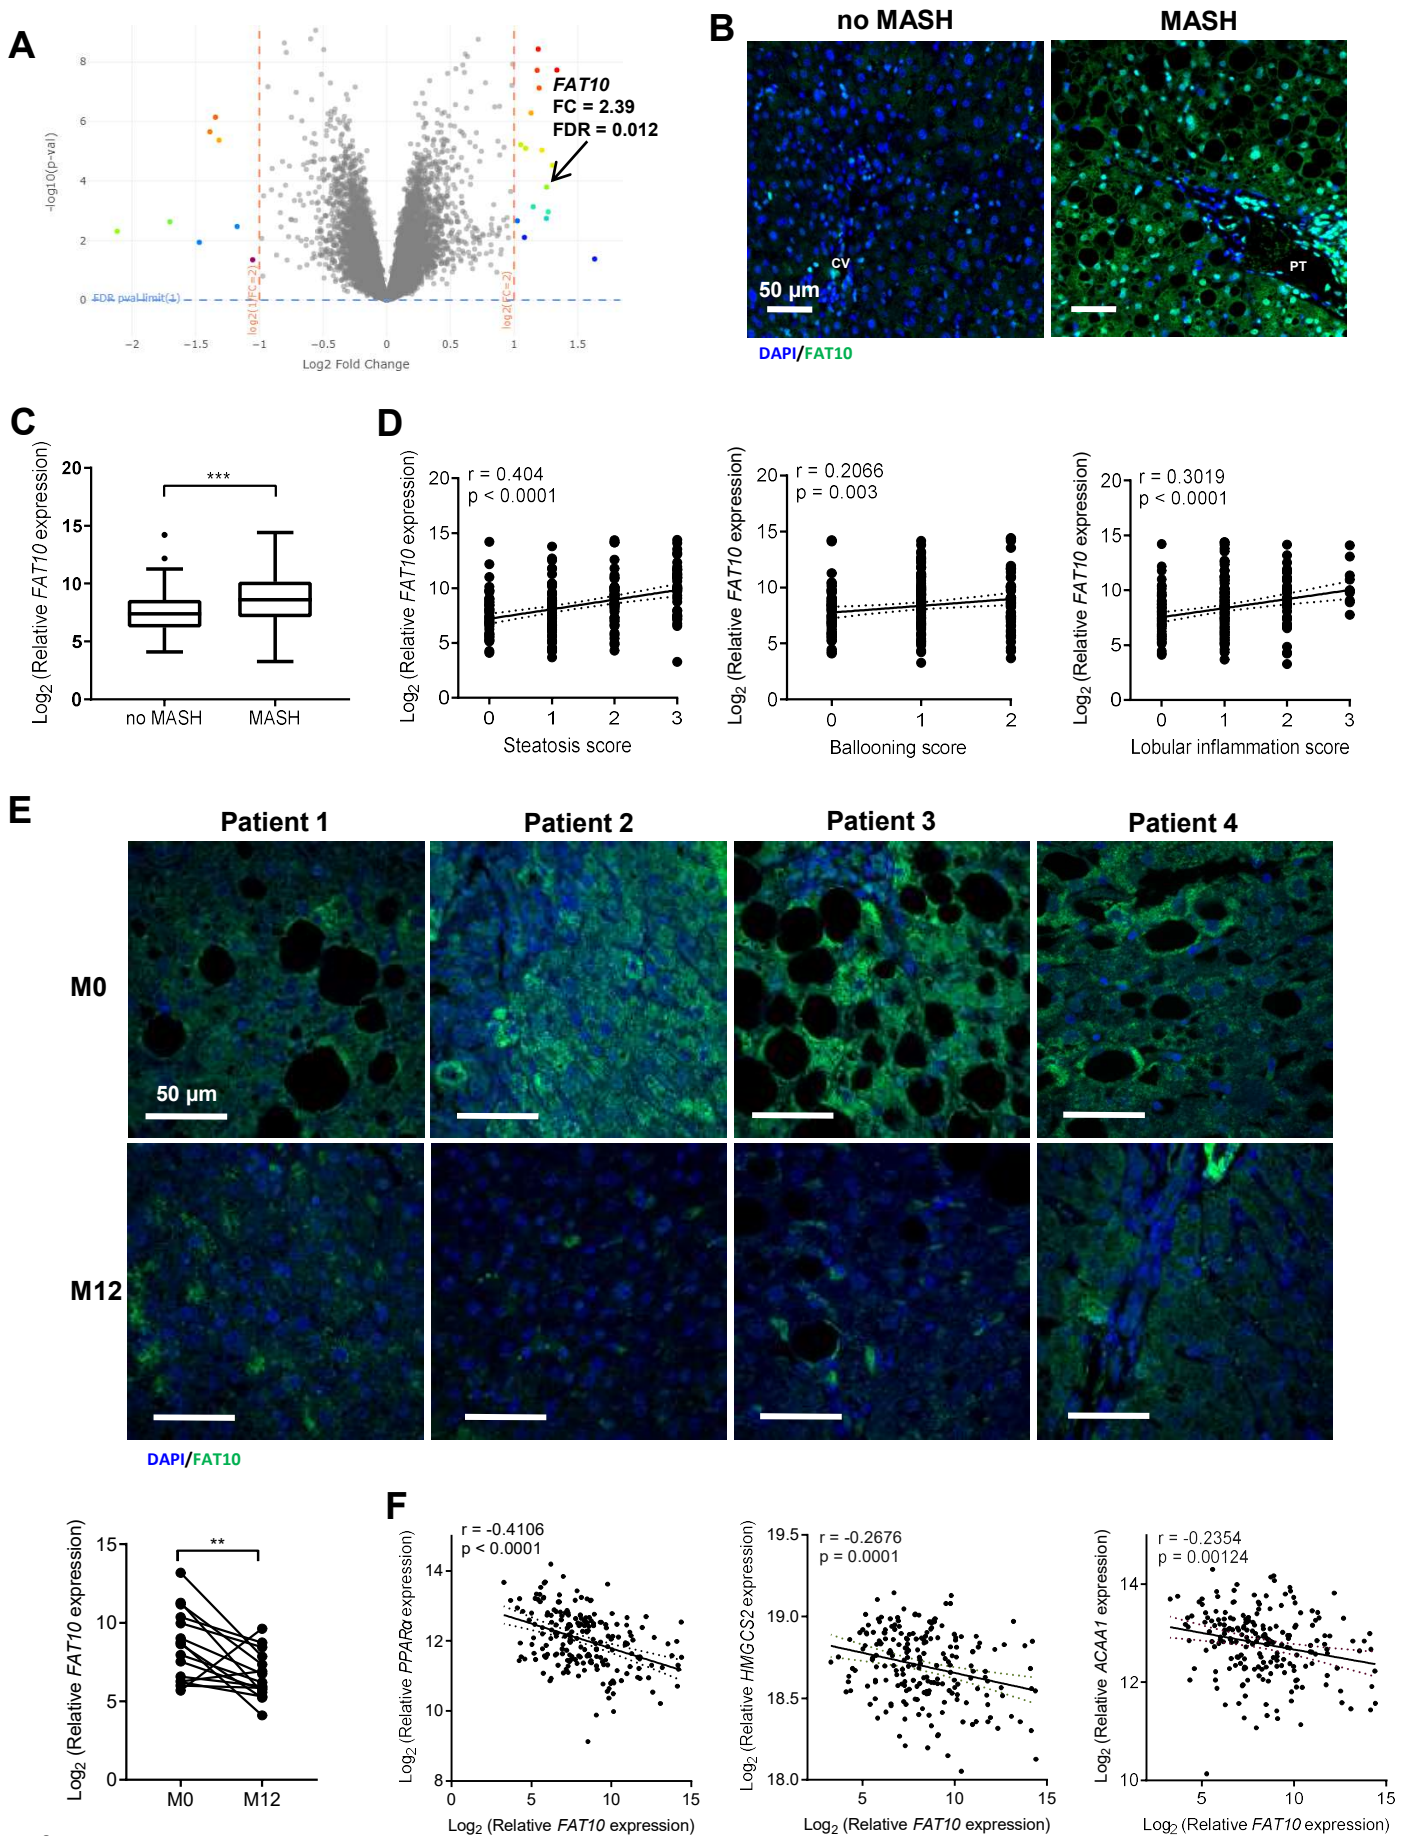 A
-log10(p-val)
8
6
4
2
0
FAT10
FC = 2.39
FDR = 0.012
FDR pval limit(1)
log2(1/FC=2)
log2(FC=2)
−2
−1.5
−1
−0.5
0
0.5
1
1.5
Log2 Fold Change
B
no MASH
MASH
CV
50 µm
PT
DAPI/FAT10
C
Log2 (Relative FAT10 expression)
20
15
10
5
0
***
no MASH
MASH
D
Log2 (Relative FAT10 expression)
20
15
10
5
0
r = 0.404
p < 0.0001
0
1
2
3
Steatosis score
Log2 (Relative FAT10 expression)
20
15
10
5
0
r = 0.2066
p = 0.003
0
1
2
Ballooning score
Log2 (Relative FAT10 expression)
20
15
10
5
0
r = 0.3019
p < 0.0001
0
1
2
3
Lobular inflammation score
E
Patient 1
Patient 2
Patient 3
Patient 4
M0
50 µm
M12
DAPI/FAT10
Log2 (Relative FAT10 expression)
15
10
5
0
**
M0
M12
F
Log2 (Relative PPARα expression)
14
12
10
8
r = -0.4106
p < 0.0001
0
5
10
15
Log2 (Relative FAT10 expression)
Log2 (Relative HMGCS2 expression)
19.5
19.0
18.5
18.0
r = -0.2676
p = 0.0001
5
10
15
Log2 (Relative FAT10 expression)
Log2 (Relative ACAA1 expression)
14
12
10
r = -0.2354
p = 0.00124
5
10
15
Log2 (Relative FAT10 expression)